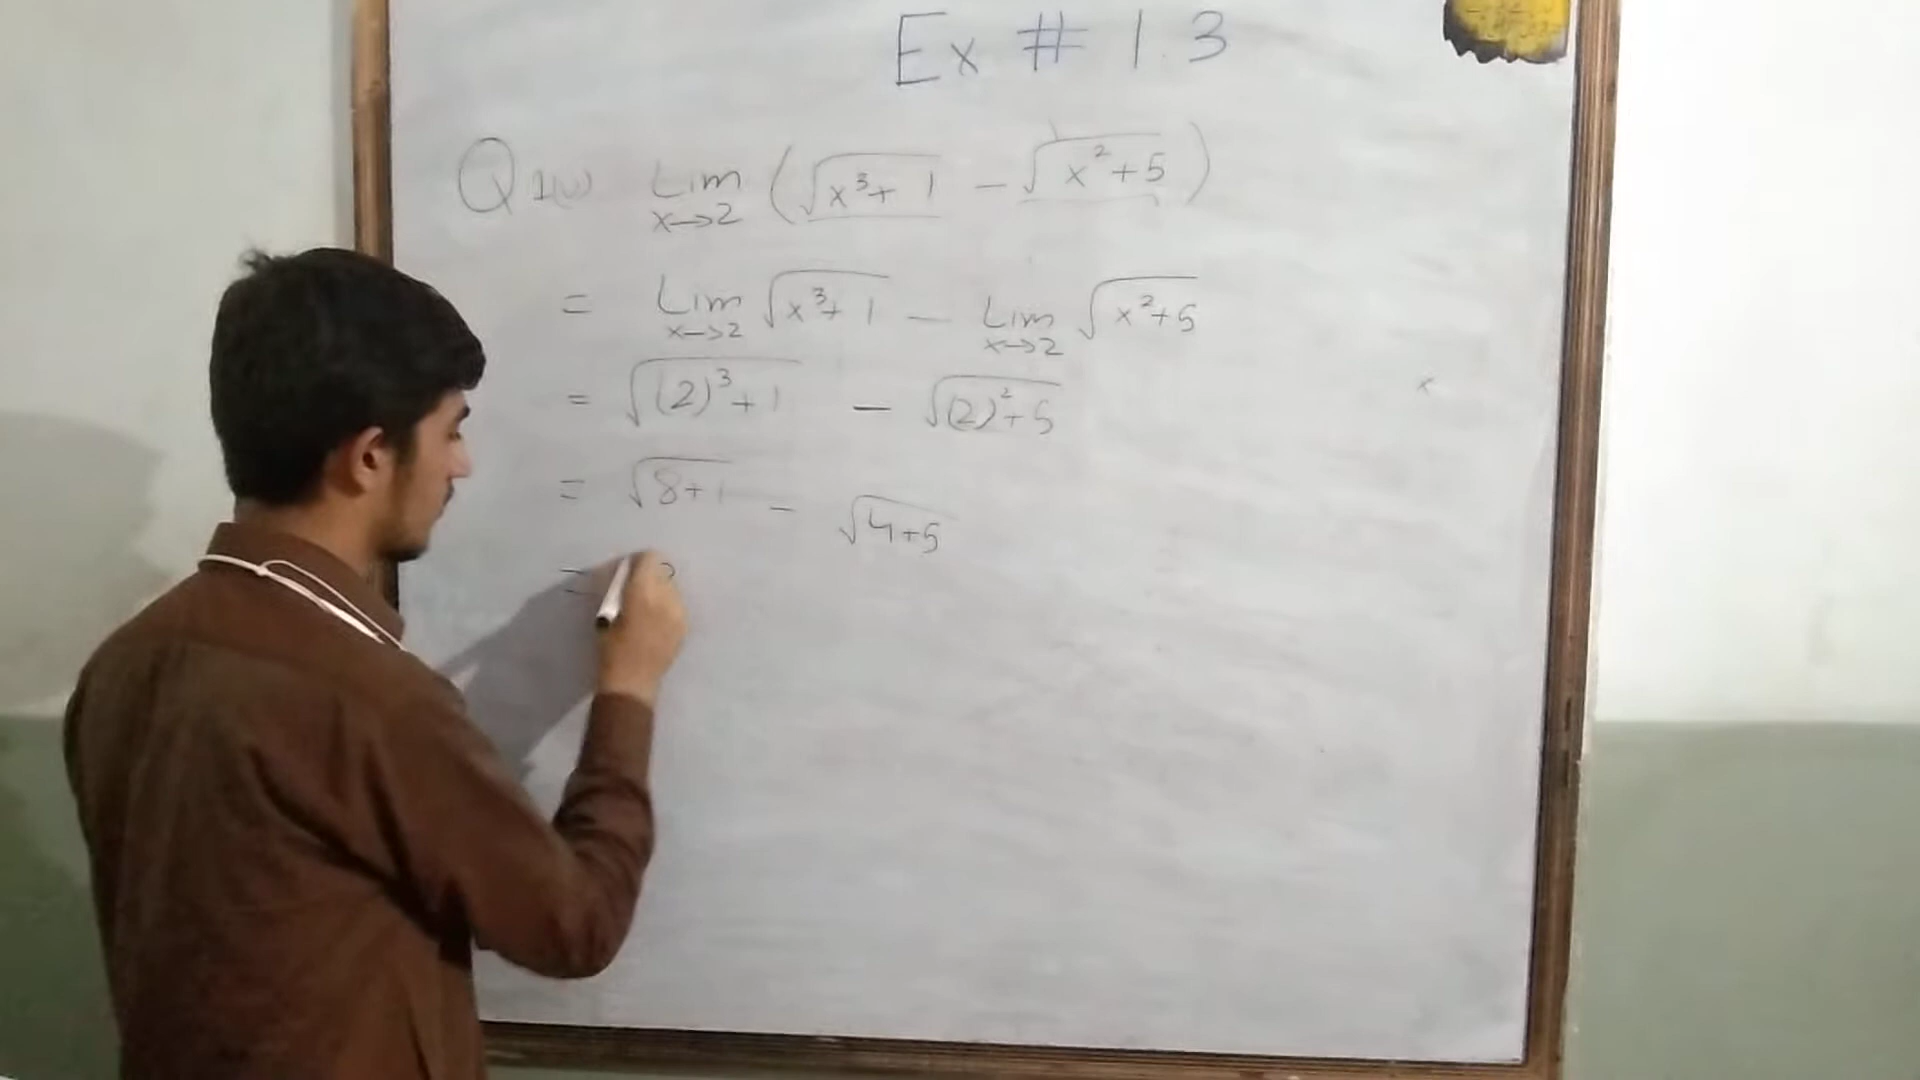 Ex # 1.3
Lim x→2 (√x³+1 − √x²+5)
= Lim x→2 √x³+1 − Lim x→2 √x²+5
= √(2)³+1 − √(2)²+5
= √8+1 − √4+5
=